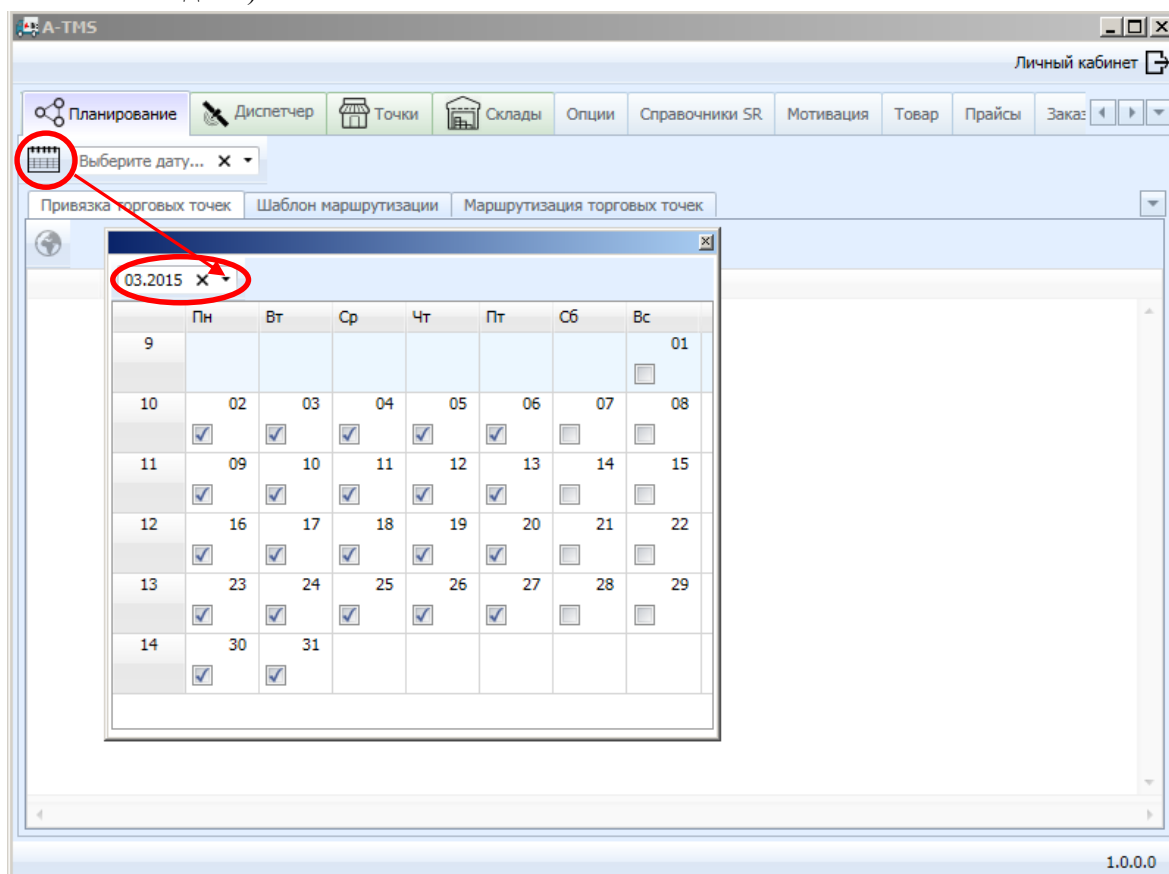 A-TMS
Личный кабинет
Планирование Диспетчер Точки Склады Опции Справочники SR Мотивация Товар Прайсы Заказ
Выберите дату...
Привязка торговых точек Шаблон маршрутизации Маршрутизация торговых точек
03.2015
Пн Вт Ср Чт Пт Сб Вс
9 01
10 02 03 04 05 06 07 08
11 09 10 11 12 13 14 15
12 16 17 18 19 20 21 22
13 23 24 25 26 27 28 29
14 30 31
1.0.0.0